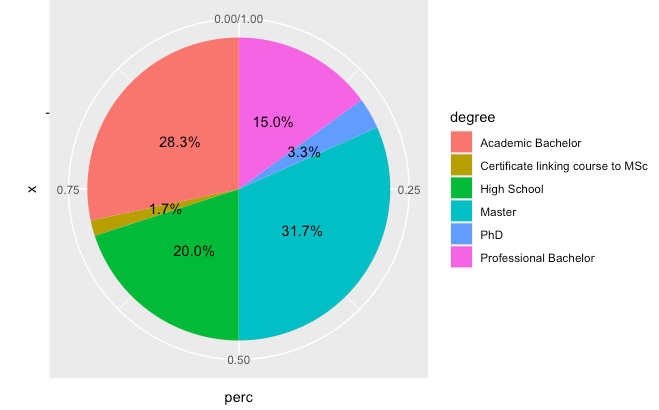 0.00/1.00
15.0%
28.3%
3.3%
x
0.75
0.25
1.7%
31.7%
20.0%
0.50
perc
degree
Academic Bachelor
Certificate linking course to MSc
High School
Master
PhD
Professional Bachelor